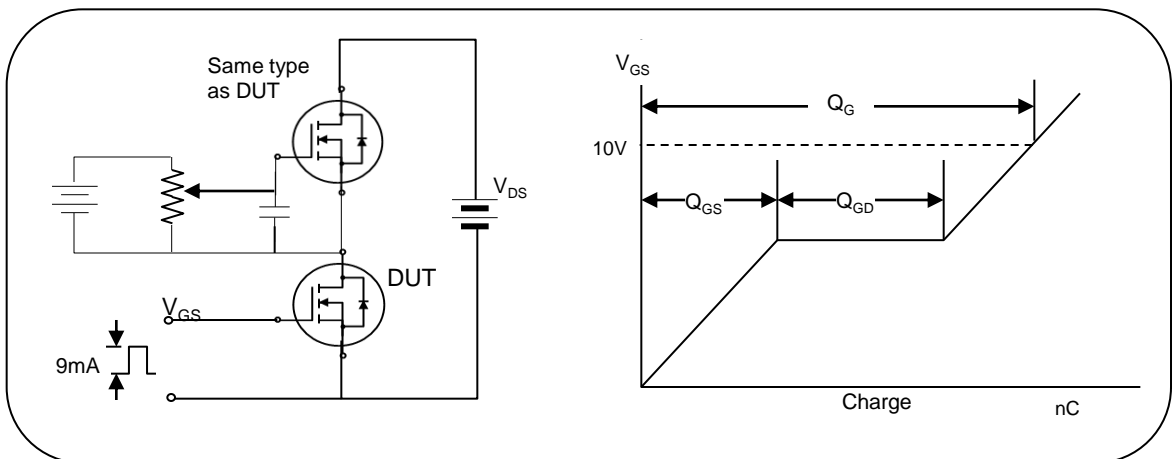 Same type
as DUT
V_DS
DUT
V_GS
9mA
V_GS
Q_G
10V
Q_GS
Q_GD
Charge
nC